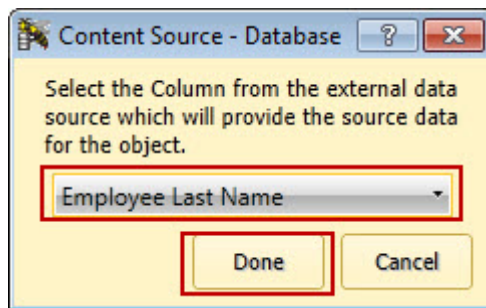 Content Source - Database ?
Select the Column from the external data
source which will provide the source data
for the object.
Employee Last Name
Done Cancel